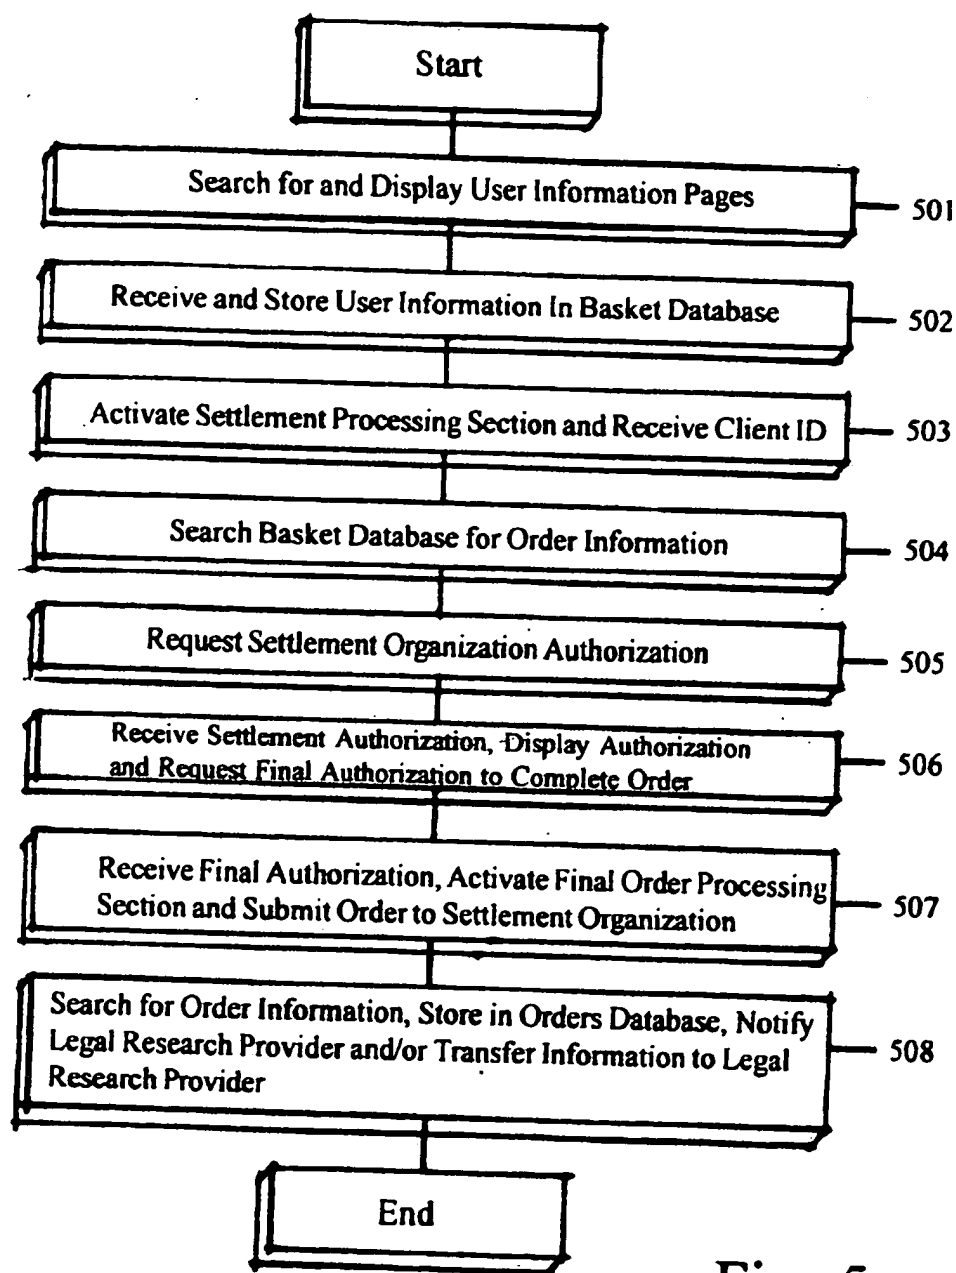 Start
Search for and Display User Information Pages
501
Receive and Store User Information In Basket Database
502
Activate Settlement Processing Section and Receive Client ID
503
Search Basket Database for Order Information
504
Request Settlement Organization Authorization
505
Receive Settlement Authorization, Display Authorization
and Request Final Authorization to Complete Order
506
Receive Final Authorization, Activate Final Order Processing
Section and Submit Order to Settlement Organization
507
Search for Order Information, Store in Orders Database, Notify
Legal Research Provider and/or Transfer Information to Legal
Research Provider
508
End